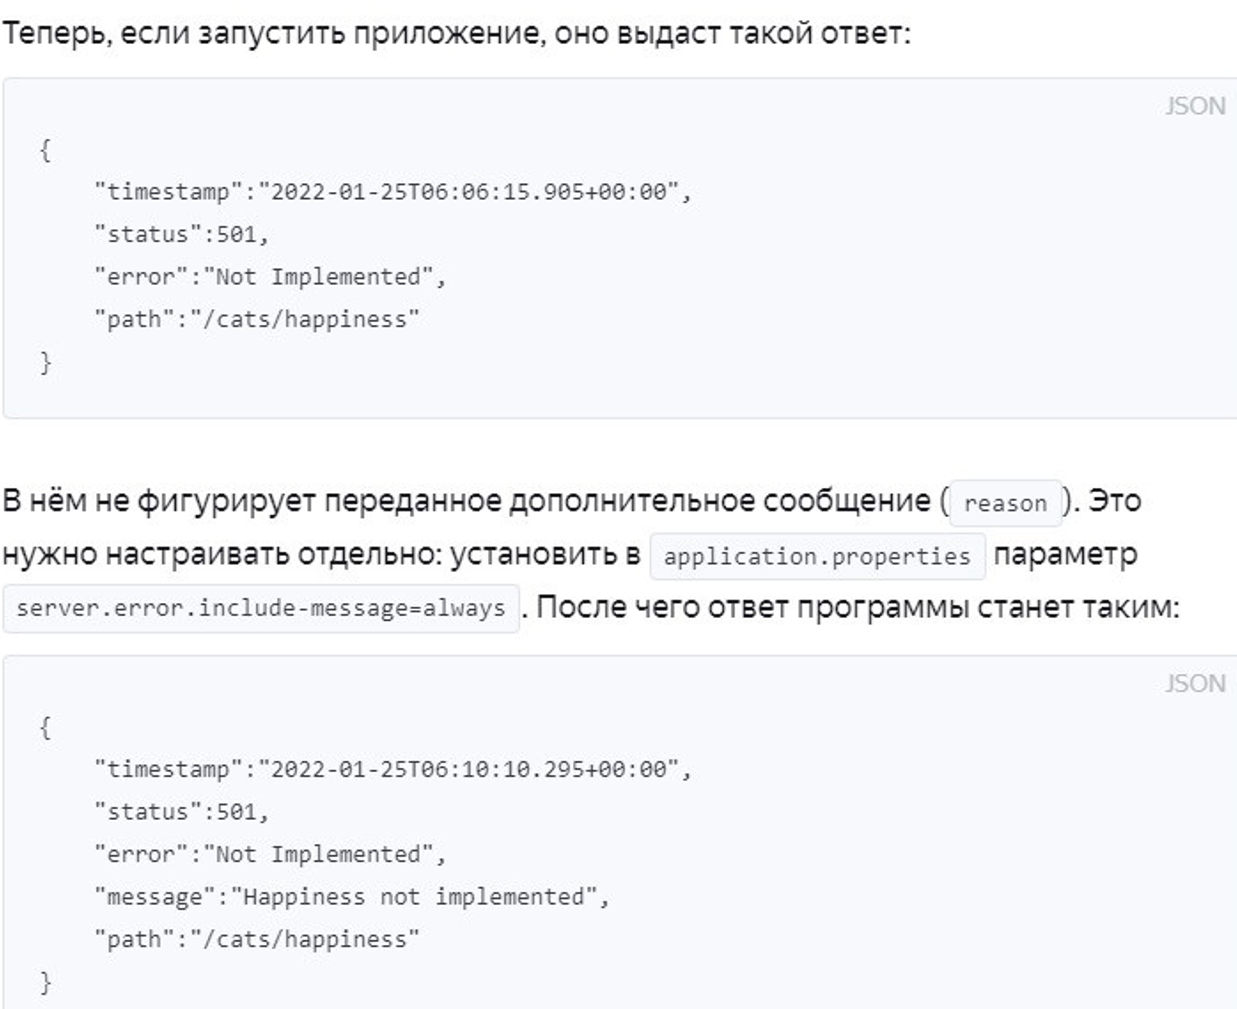 Теперь, если запустить приложение, оно выдаст такой ответ:
JSON
{
"timestamp":"2022-01-25T06:06:15.905+00:00",
"status":501,
"error":"Not Implemented",
"path":"/cats/happiness"
}
В нём не фигурирует переданное дополнительное сообщение ( reason ). Это
нужно настраивать отдельно: установить в application.properties параметр
server.error.include-message=always . После чего ответ программы станет таким:
JSON
{
"timestamp":"2022-01-25T06:10:10.295+00:00",
"status":501,
"error":"Not Implemented",
"message":"Happiness not implemented",
"path":"/cats/happiness"
}